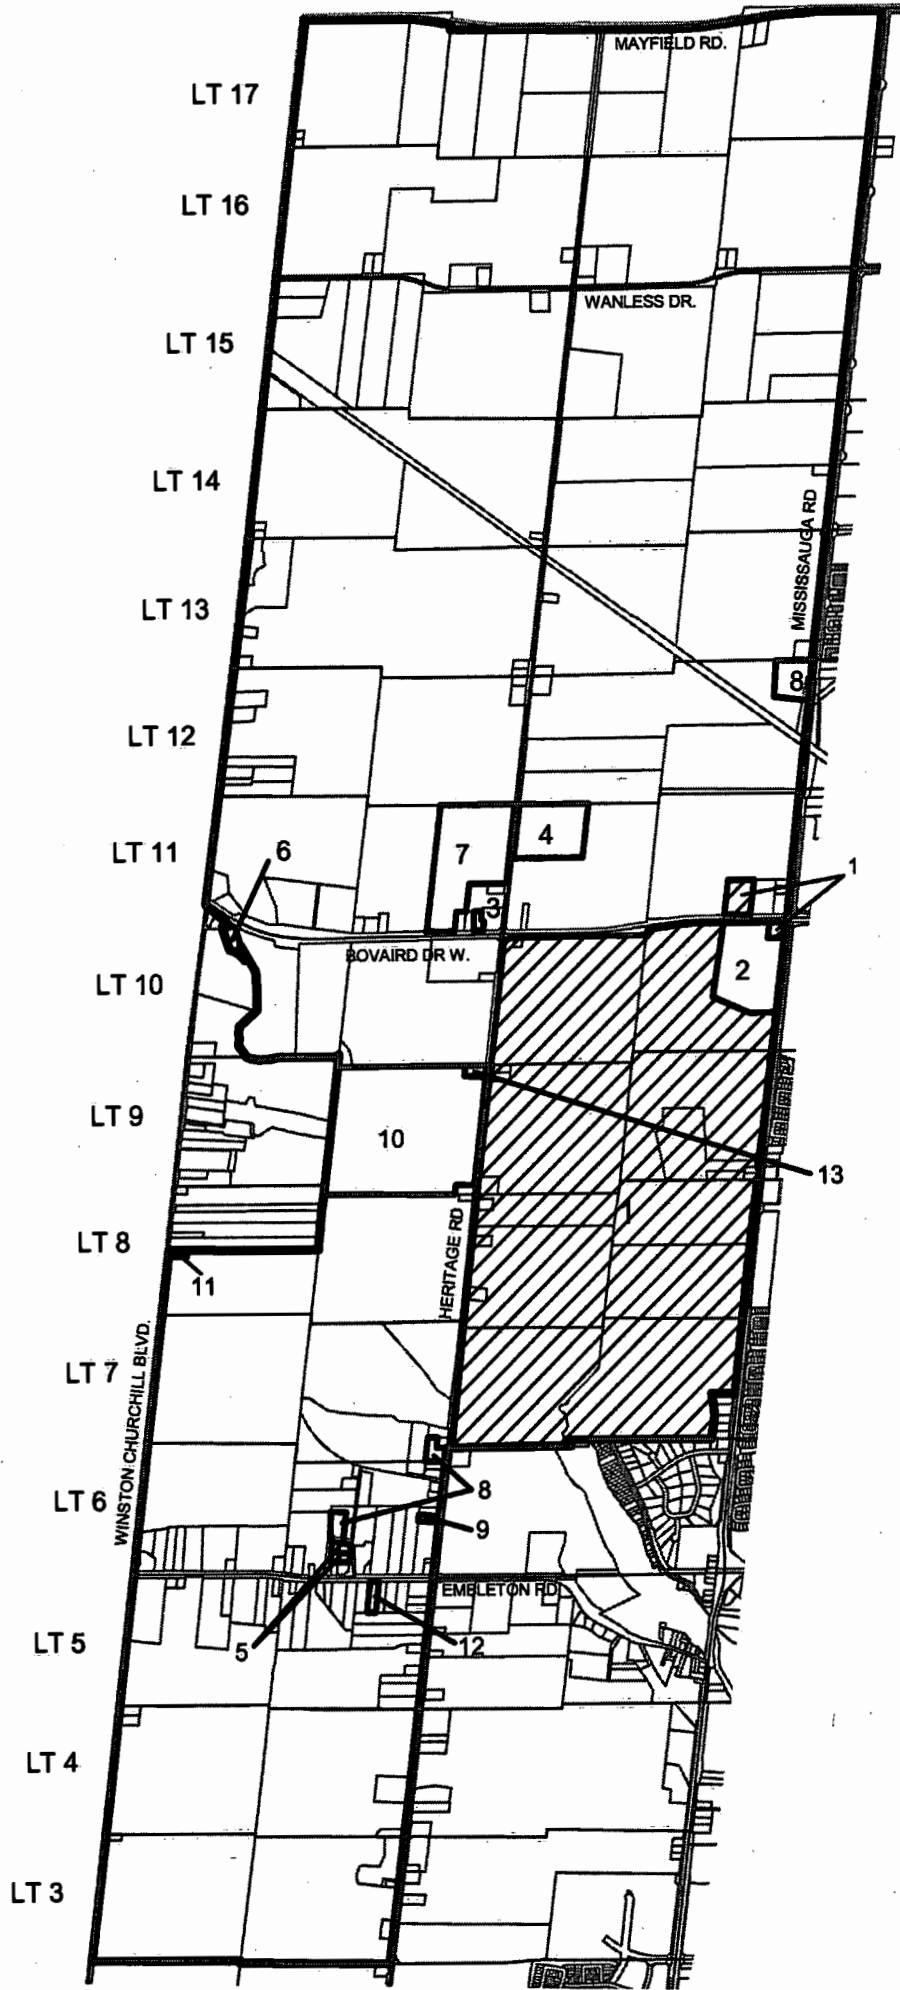 MAYFIELD RD.
LT 17
LT 16
WANLESS DR.
LT 15
LT 14
MISSISSAUGA RD
LT 13
8
LT 12
4
LT 11
6
7
1
3
BOVAIRD DR W.
2
LT 10
LT 9
10
13
HERITAGE RD
LT 8
11
WINSTON CHURCHILL BLVD.
LT 7
8
LT 6
9
EMBLETON RD
LT 5
5
12
LT 4
LT 3